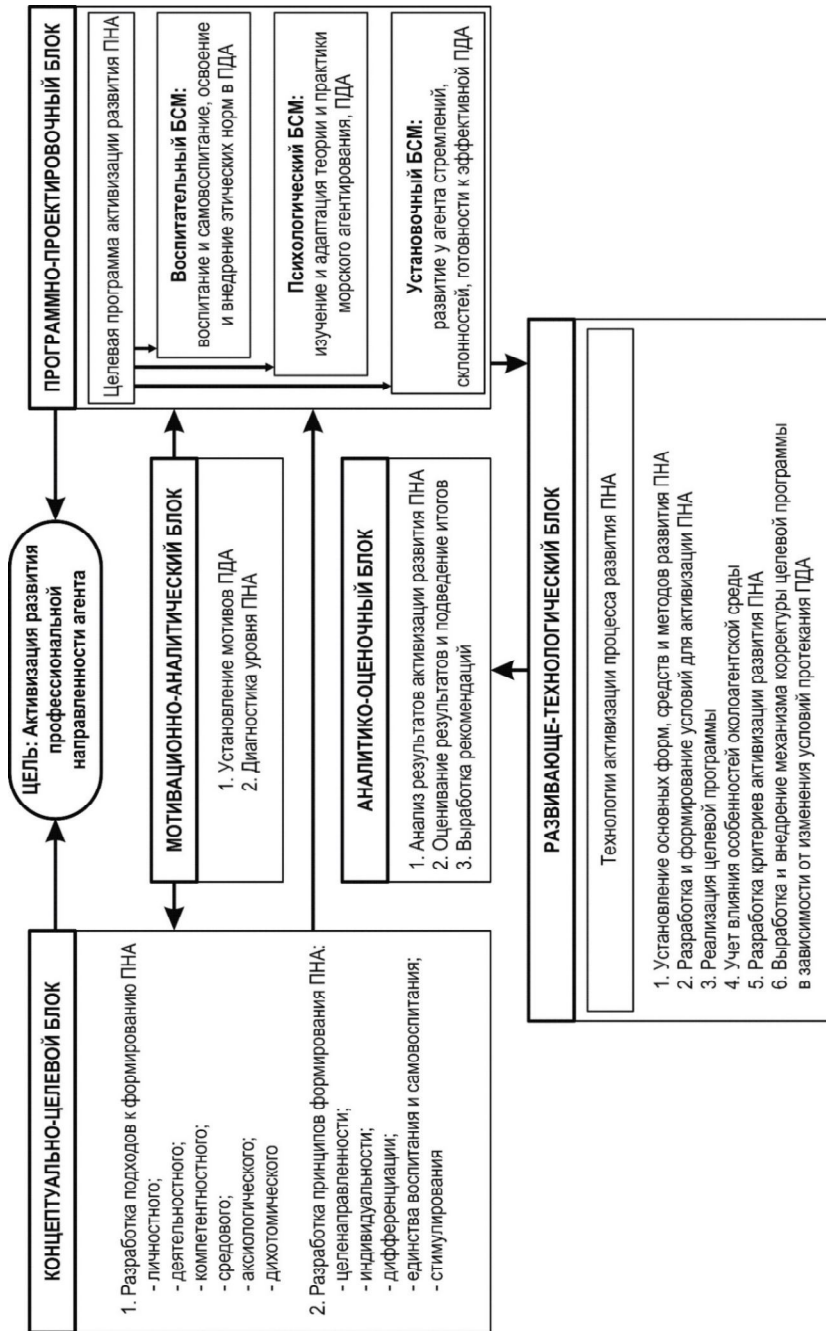 ЦЕЛЬ: Активизация развития
профессиональной
направленности агента
КОНЦЕПТУАЛЬНО-ЦЕЛЕВОЙ БЛОК
1. Разработка подходов к формированию ПНА
- личностного;
- деятельностного;
- компетентностного;
- средового;
- аксиологического;
- дихотомического
2. Разработка принципов формирования ПНА:
- целенаправленности;
- индивидуальности;
- дифференциации;
- единства воспитания и самовоспитания;
- стимулирования
МОТИВАЦИОННО-АНАЛИТИЧЕСКИЙ БЛОК
1. Установление мотивов ПДА
2. Диагностика уровня ПНА
АНАЛИТИКО-ОЦЕНОЧНЫЙ БЛОК
1. Анализ результатов активизации развития ПНА
2. Оценивание результатов и подведение итогов
3. Выработка рекомендаций
ПРОГРАММНО-ПРОЕКТИРОВОЧНЫЙ БЛОК
Целевая программа активизации развития ПНА
Воспитательный БСМ:
воспитание и самовоспитание, освоение
и внедрение этических норм в ПДА
Психологический БСМ:
изучение и адаптация теории и практики
морского агентирования, ПДА
Установочный БСМ:
развитие у агента стремлений,
склонностей, готовности к эффективной ПДА
РАЗВИВАЮЩЕ-ТЕХНОЛОГИЧЕСКИЙ БЛОК
Технологии активизации процесса развития ПНА
1. Установление основных форм, средств и методов развития ПНА
2. Разработка и формирование условий для активизации ПНА
3. Реализация целевой программы
4. Учет влияния особенностей околоагентской среды
5. Разработка критериев активизации развития ПНА
6. Выработка и внедрение механизма корректуры целевой программы
в зависимости от изменения условий протекания ПДА